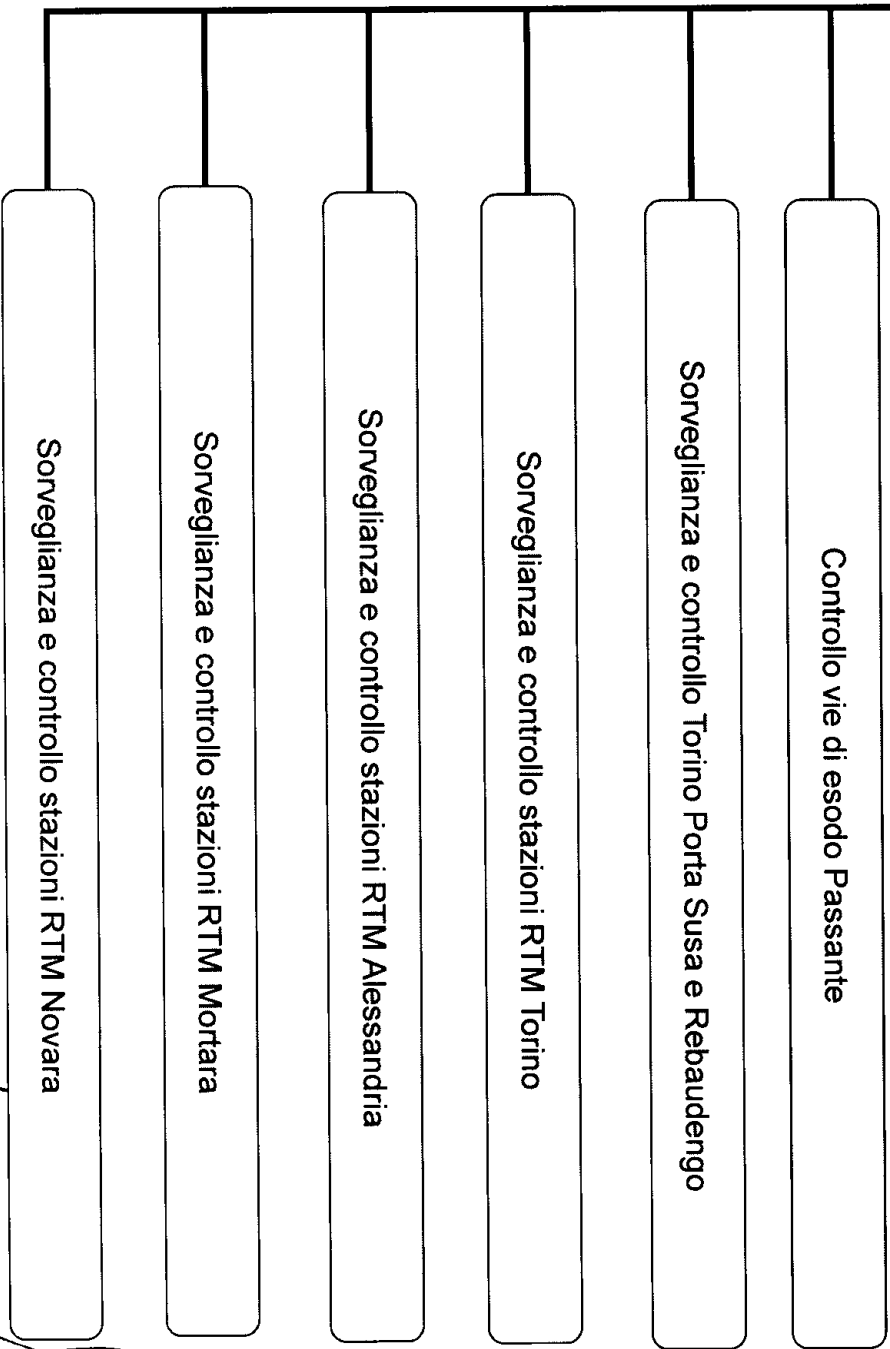 Controllo vie di esodo Passante
Sorveglianza e controllo Torino Porta Susa e Rebaudengo
Sorveglianza e controllo stazioni RTM Torino
Sorveglianza e controllo stazioni RTM Alessandria
Sorveglianza e controllo stazioni RTM Mortara
Sorveglianza e controllo stazioni RTM Novara